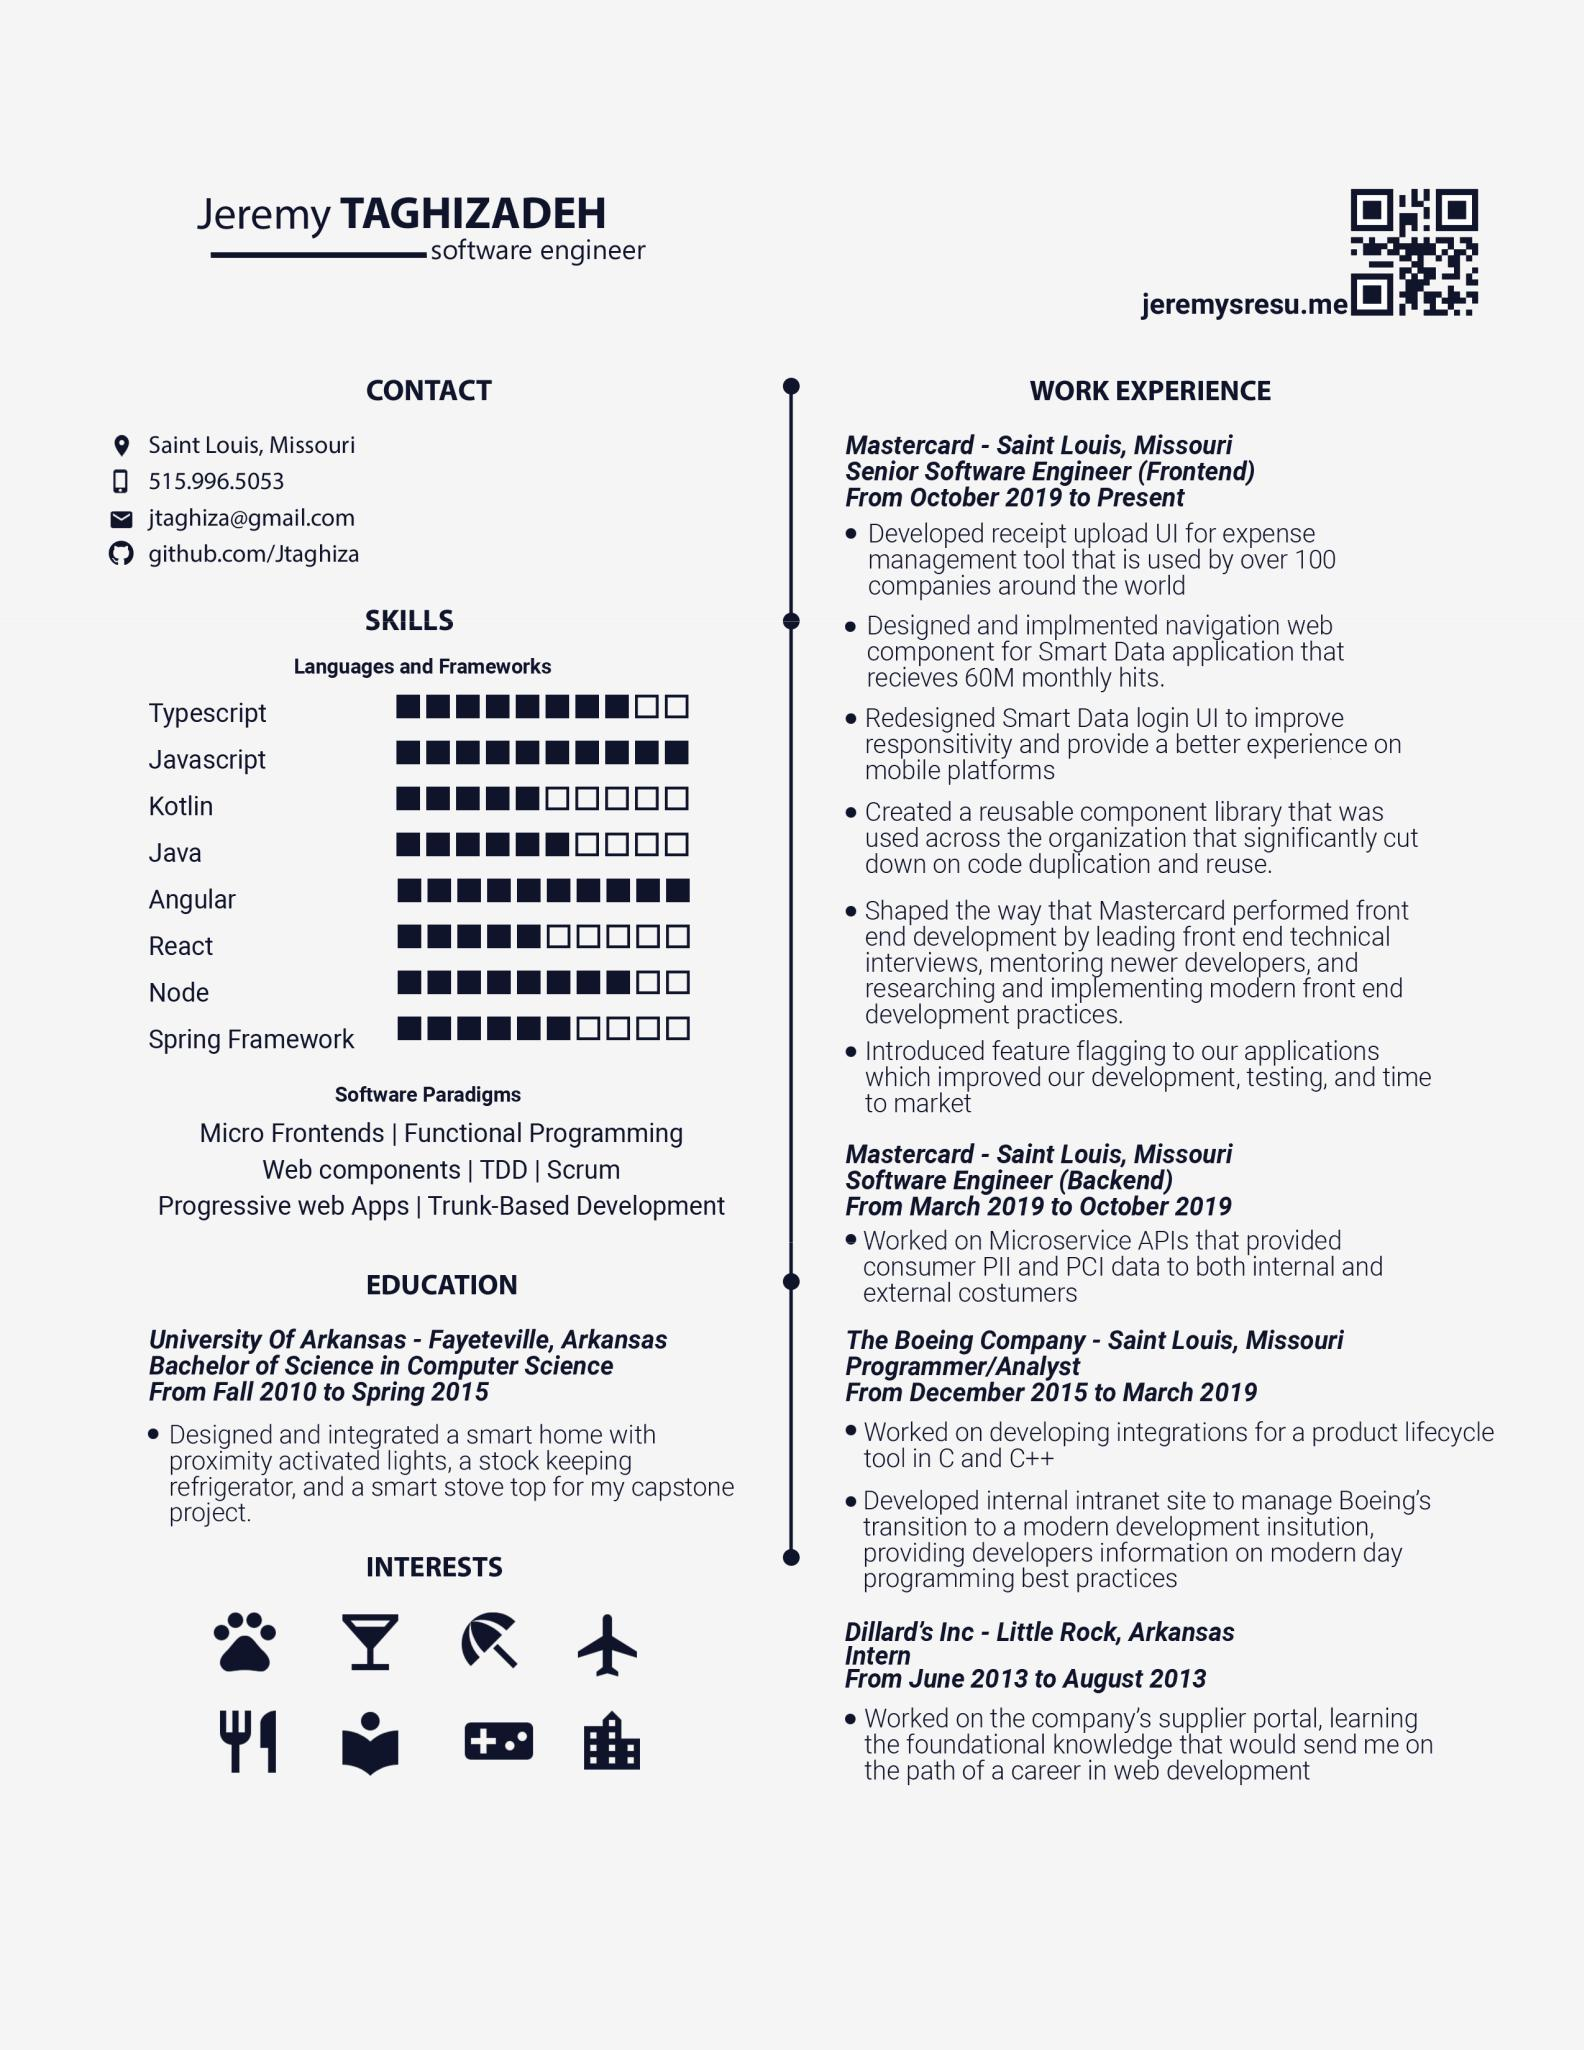 Jeremy TAGHIZADEH
software engineer
jeremysresu.me
CONTACT
Saint Louis, Missouri
515.996.5053
jtaghiza@gmail.com
github.com/Jtaghiza
SKILLS
Languages and Frameworks
Typescript
Javascript
Kotlin
Java
Angular
React
Node
Spring Framework
Software Paradigms
Micro Frontends | Functional Programming
Web components | TDD | Scrum
Progressive web Apps | Trunk-Based Development
EDUCATION
University Of Arkansas - Fayeteville, Arkansas
Bachelor of Science in Computer Science
From Fall 2010 to Spring 2015
• Designed and integrated a smart home with
proximity activated lights, a stock keeping
refrigerator, and a smart stove top for my capstone
project.
INTERESTS
WORK EXPERIENCE
Mastercard - Saint Louis, Missouri
Senior Software Engineer (Frontend)
From October 2019 to Present
• Developed receipt upload UI for expense
management tool that is used by over 100
companies around the world
• Designed and implmented navigation web
component for Smart Data application that
recieves 60M monthly hits.
• Redesigned Smart Data login UI to improve
responsitivity and provide a better experience on
mobile platforms
• Created a reusable component library that was
used across the organization that significantly cut
down on code duplication and reuse.
• Shaped the way that Mastercard performed front
end development by leading front end technical
interviews, mentoring newer developers, and
researching and implementing modern front end
development practices.
• Introduced feature flagging to our applications
which improved our development, testing, and time
to market
Mastercard - Saint Louis, Missouri
Software Engineer (Backend)
From March 2019 to October 2019
• Worked on Microservice APIs that provided
consumer PII and PCI data to both internal and
external costumers
The Boeing Company - Saint Louis, Missouri
Programmer/Analyst
From December 2015 to March 2019
• Worked on developing integrations for a product lifecycle
tool in C and C++
• Developed internal intranet site to manage Boeing’s
transition to a modern development insitution,
providing developers information on modern day
programming best practices
Dillard’s Inc - Little Rock, Arkansas
Intern
From June 2013 to August 2013
• Worked on the company’s supplier portal, learning
the foundational knowledge that would send me on
the path of a career in web development